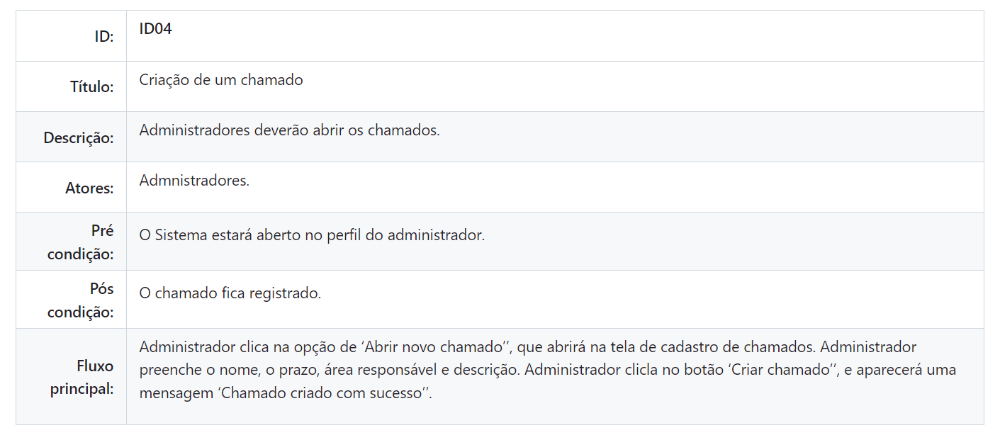 ID: ID04
Título: Criação de um chamado
Descrição: Administradores deverão abrir os chamados.
Atores: Admnistradores.
Pré
condição: O Sistema estará aberto no perfil do administrador.
Pós
condição: O chamado fica registrado.
Fluxo
principal: Administrador clica na opção de ‘Abrir novo chamado’’, que abrirá na tela de cadastro de chamados. Administrador
preenche o nome, o prazo, área responsável e descrição. Administrador clicla no botão ‘Criar chamado’’, e aparecerá uma
mensagem ‘Chamado criado com sucesso’’.